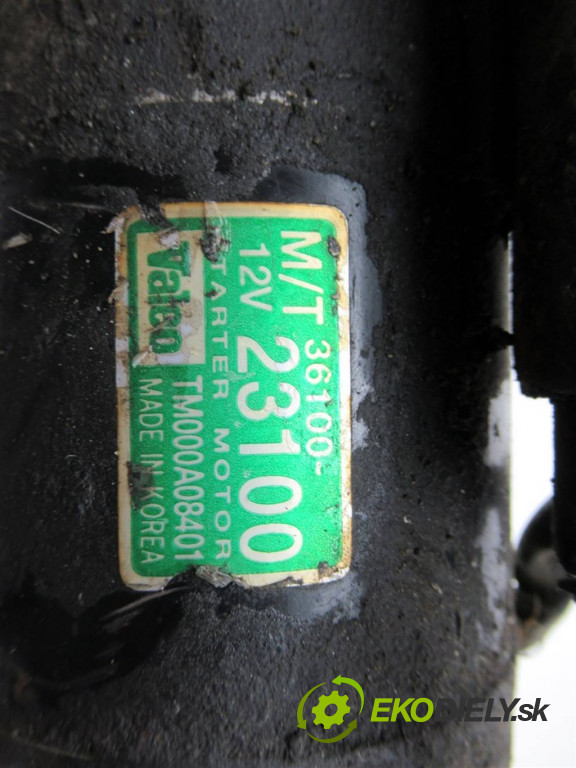 M/T 36100-
12V 23100
STARTER MOTOR
Valeo TM000A08401
MADE IN KOREA
EKODIELY.sk